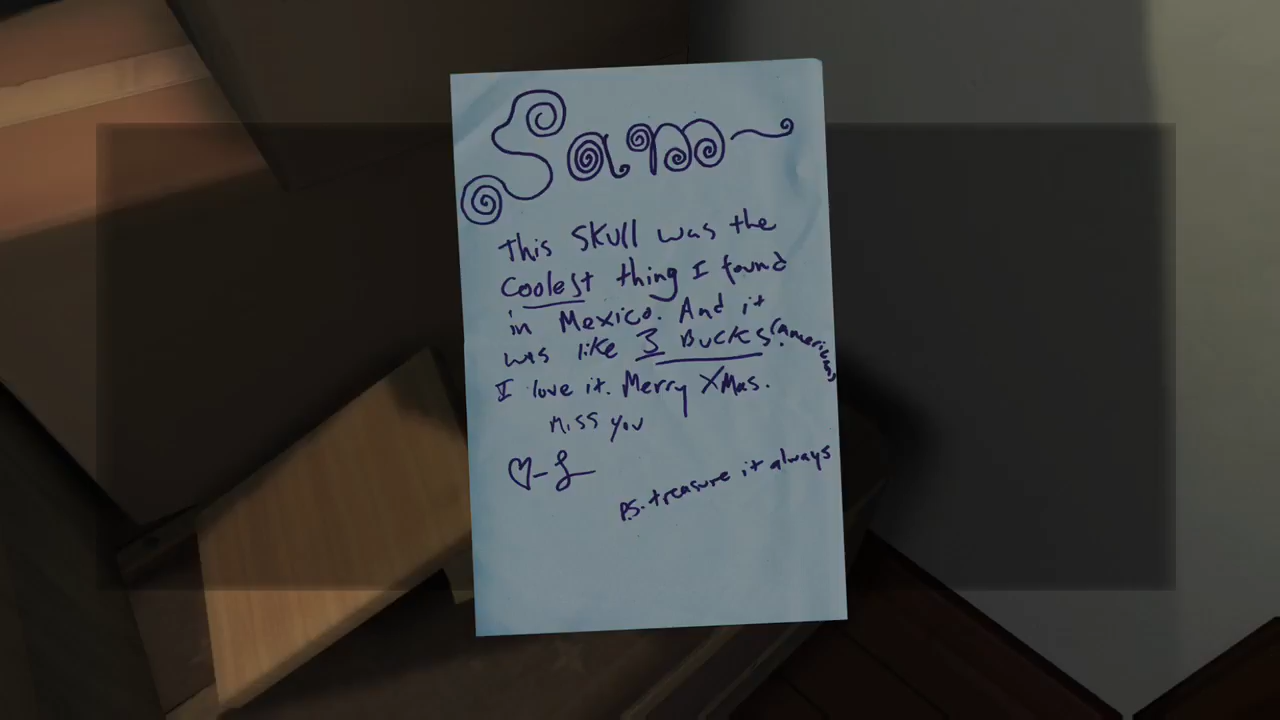 Sam
This Skull was the
Coolest thing I found
in Mexico. And it
was like 3 Bucks! (american)
I love it. Merry XMas.
Miss you
♡-L
P.S. treasure it always